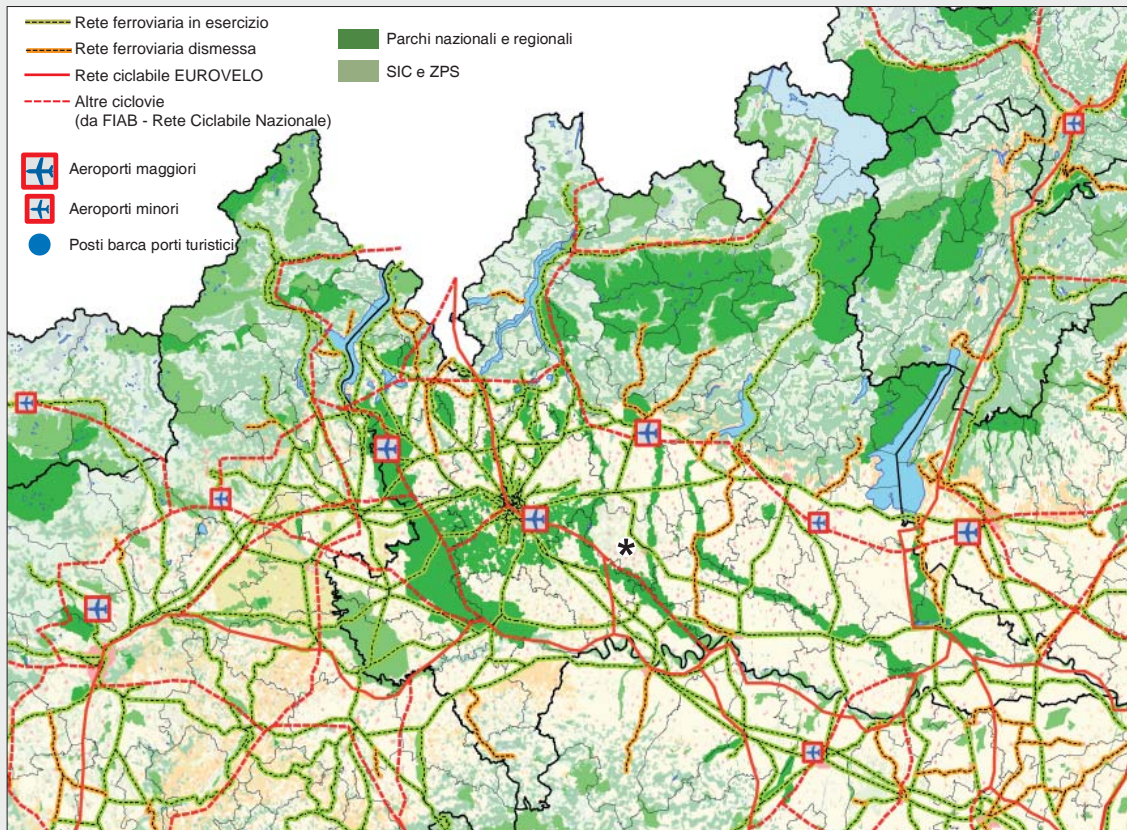 Rete ferroviaria in esercizio
Rete ferroviaria dismessa
Rete ciclabile EUROVELO
Altre ciclovie
(da FIAB - Rete Ciclabile Nazionale)
Aeroporti maggiori
Aeroporti minori
Posti barca porti turistici
Parchi nazionali e regionali
SIC e ZPS
*